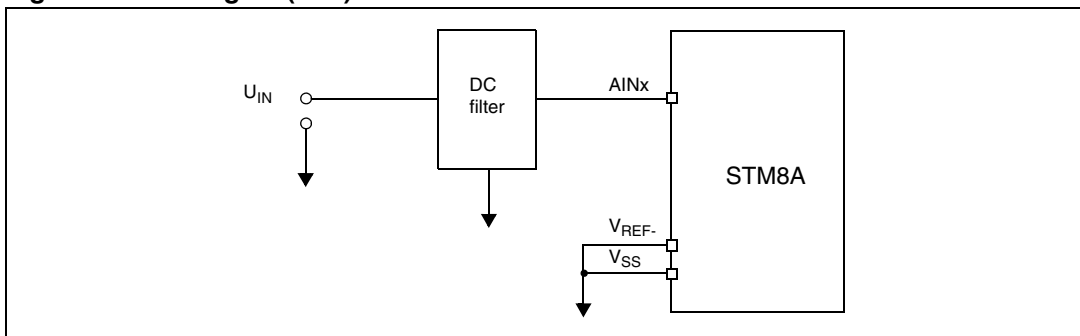 U_IN
DC
filter
AINx
STM8A
V_REF-
V_SS